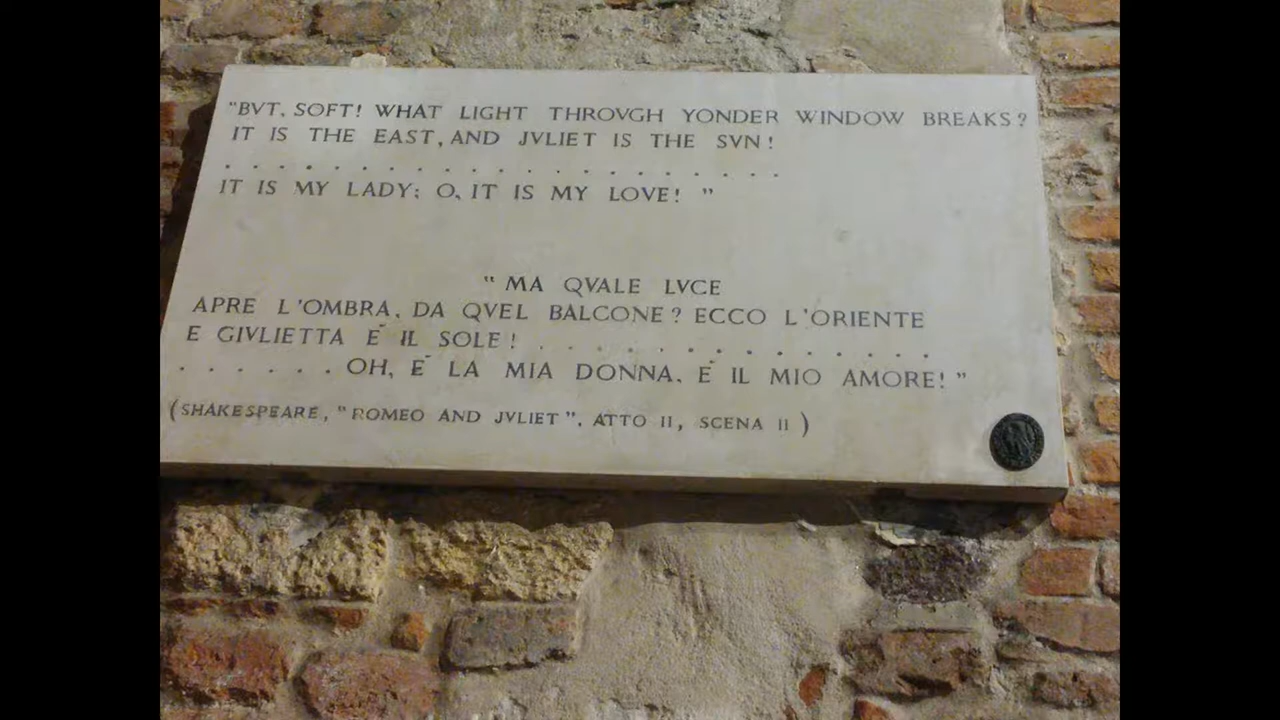 "BVT, SOFT! WHAT LIGHT THROVGH YONDER WINDOW BREAKS?
IT IS THE EAST, AND JVLIET IS THE SVN!
. . . . . . . . . . . . . . . . . . . . .
IT IS MY LADY; O, IT IS MY LOVE! "
" MA QVALE LVCE
APRE L'OMBRA, DA QVEL BALCONE? ECCO L'ORIENTE
E GIVLIETTA È IL SOLE! . . . . . . . . . . . . . .
. . . . . . OH, È LA MIA DONNA, È IL MIO AMORE! "
(SHAKESPEARE, "ROMEO AND JVLIET", ATTO II, SCENA II)